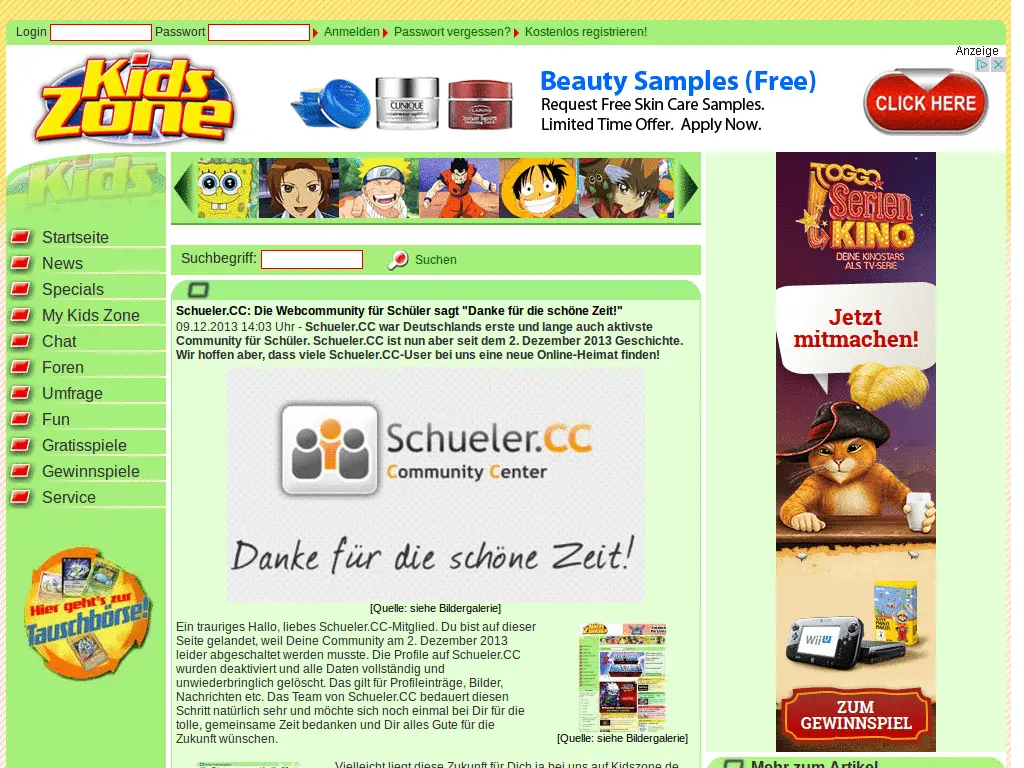 Login Passwort Anmelden Passwort vergessen? Kostenlos registrieren!
Anzeige
Kids Zone
Beauty Samples (Free)
Request Free Skin Care Samples.
Limited Time Offer. Apply Now.
CLINIQUE
CLICK HERE
Kids
Startseite
News
Specials
My Kids Zone
Chat
Foren
Umfrage
Fun
Gratisspiele
Gewinnspiele
Service
Hier geht's zur
Tauschbörse!
Suchbegriff: Suchen
Schueler.CC: Die Webcommunity für Schüler sagt "Danke für die schöne Zeit!"
09.12.2013 14:03 Uhr - Schueler.CC war Deutschlands erste und lange auch aktivste
Community für Schüler. Schueler.CC ist nun aber seit dem 2. Dezember 2013 Geschichte.
Wir hoffen aber, dass viele Schueler.CC-User bei uns eine neue Online-Heimat finden!
Schueler.CC
Community Center
Danke für die schöne Zeit!
[Quelle: siehe Bildergalerie]
Ein trauriges Hallo, liebes Schueler.CC-Mitglied. Du bist auf dieser
Seite gelandet, weil Deine Community am 2. Dezember 2013
leider abgeschaltet werden musste. Die Profile auf Schueler.CC
wurden deaktiviert und alle Daten vollständig und
unwiederbringlich gelöscht. Das gilt für Profileinträge, Bilder,
Nachrichten etc. Das Team von Schueler.CC bedauert diesen
Schritt natürlich sehr und möchte sich noch einmal bei Dir für die
tolle, gemeinsame Zeit bedanken und Dir alles Gute für die
Zukunft wünschen.
[Quelle: siehe Bildergalerie]
Vielleicht liegt diese Zukunft für Dich ja bei uns auf Kidszone.de.
TOGGO
Serien
KINO
DEINE KINOSTARS
ALS TV-SERIE
Jetzt
mitmachen!
Wii U
ZUM
GEWINNSPIEL
Mehr zum Artikel